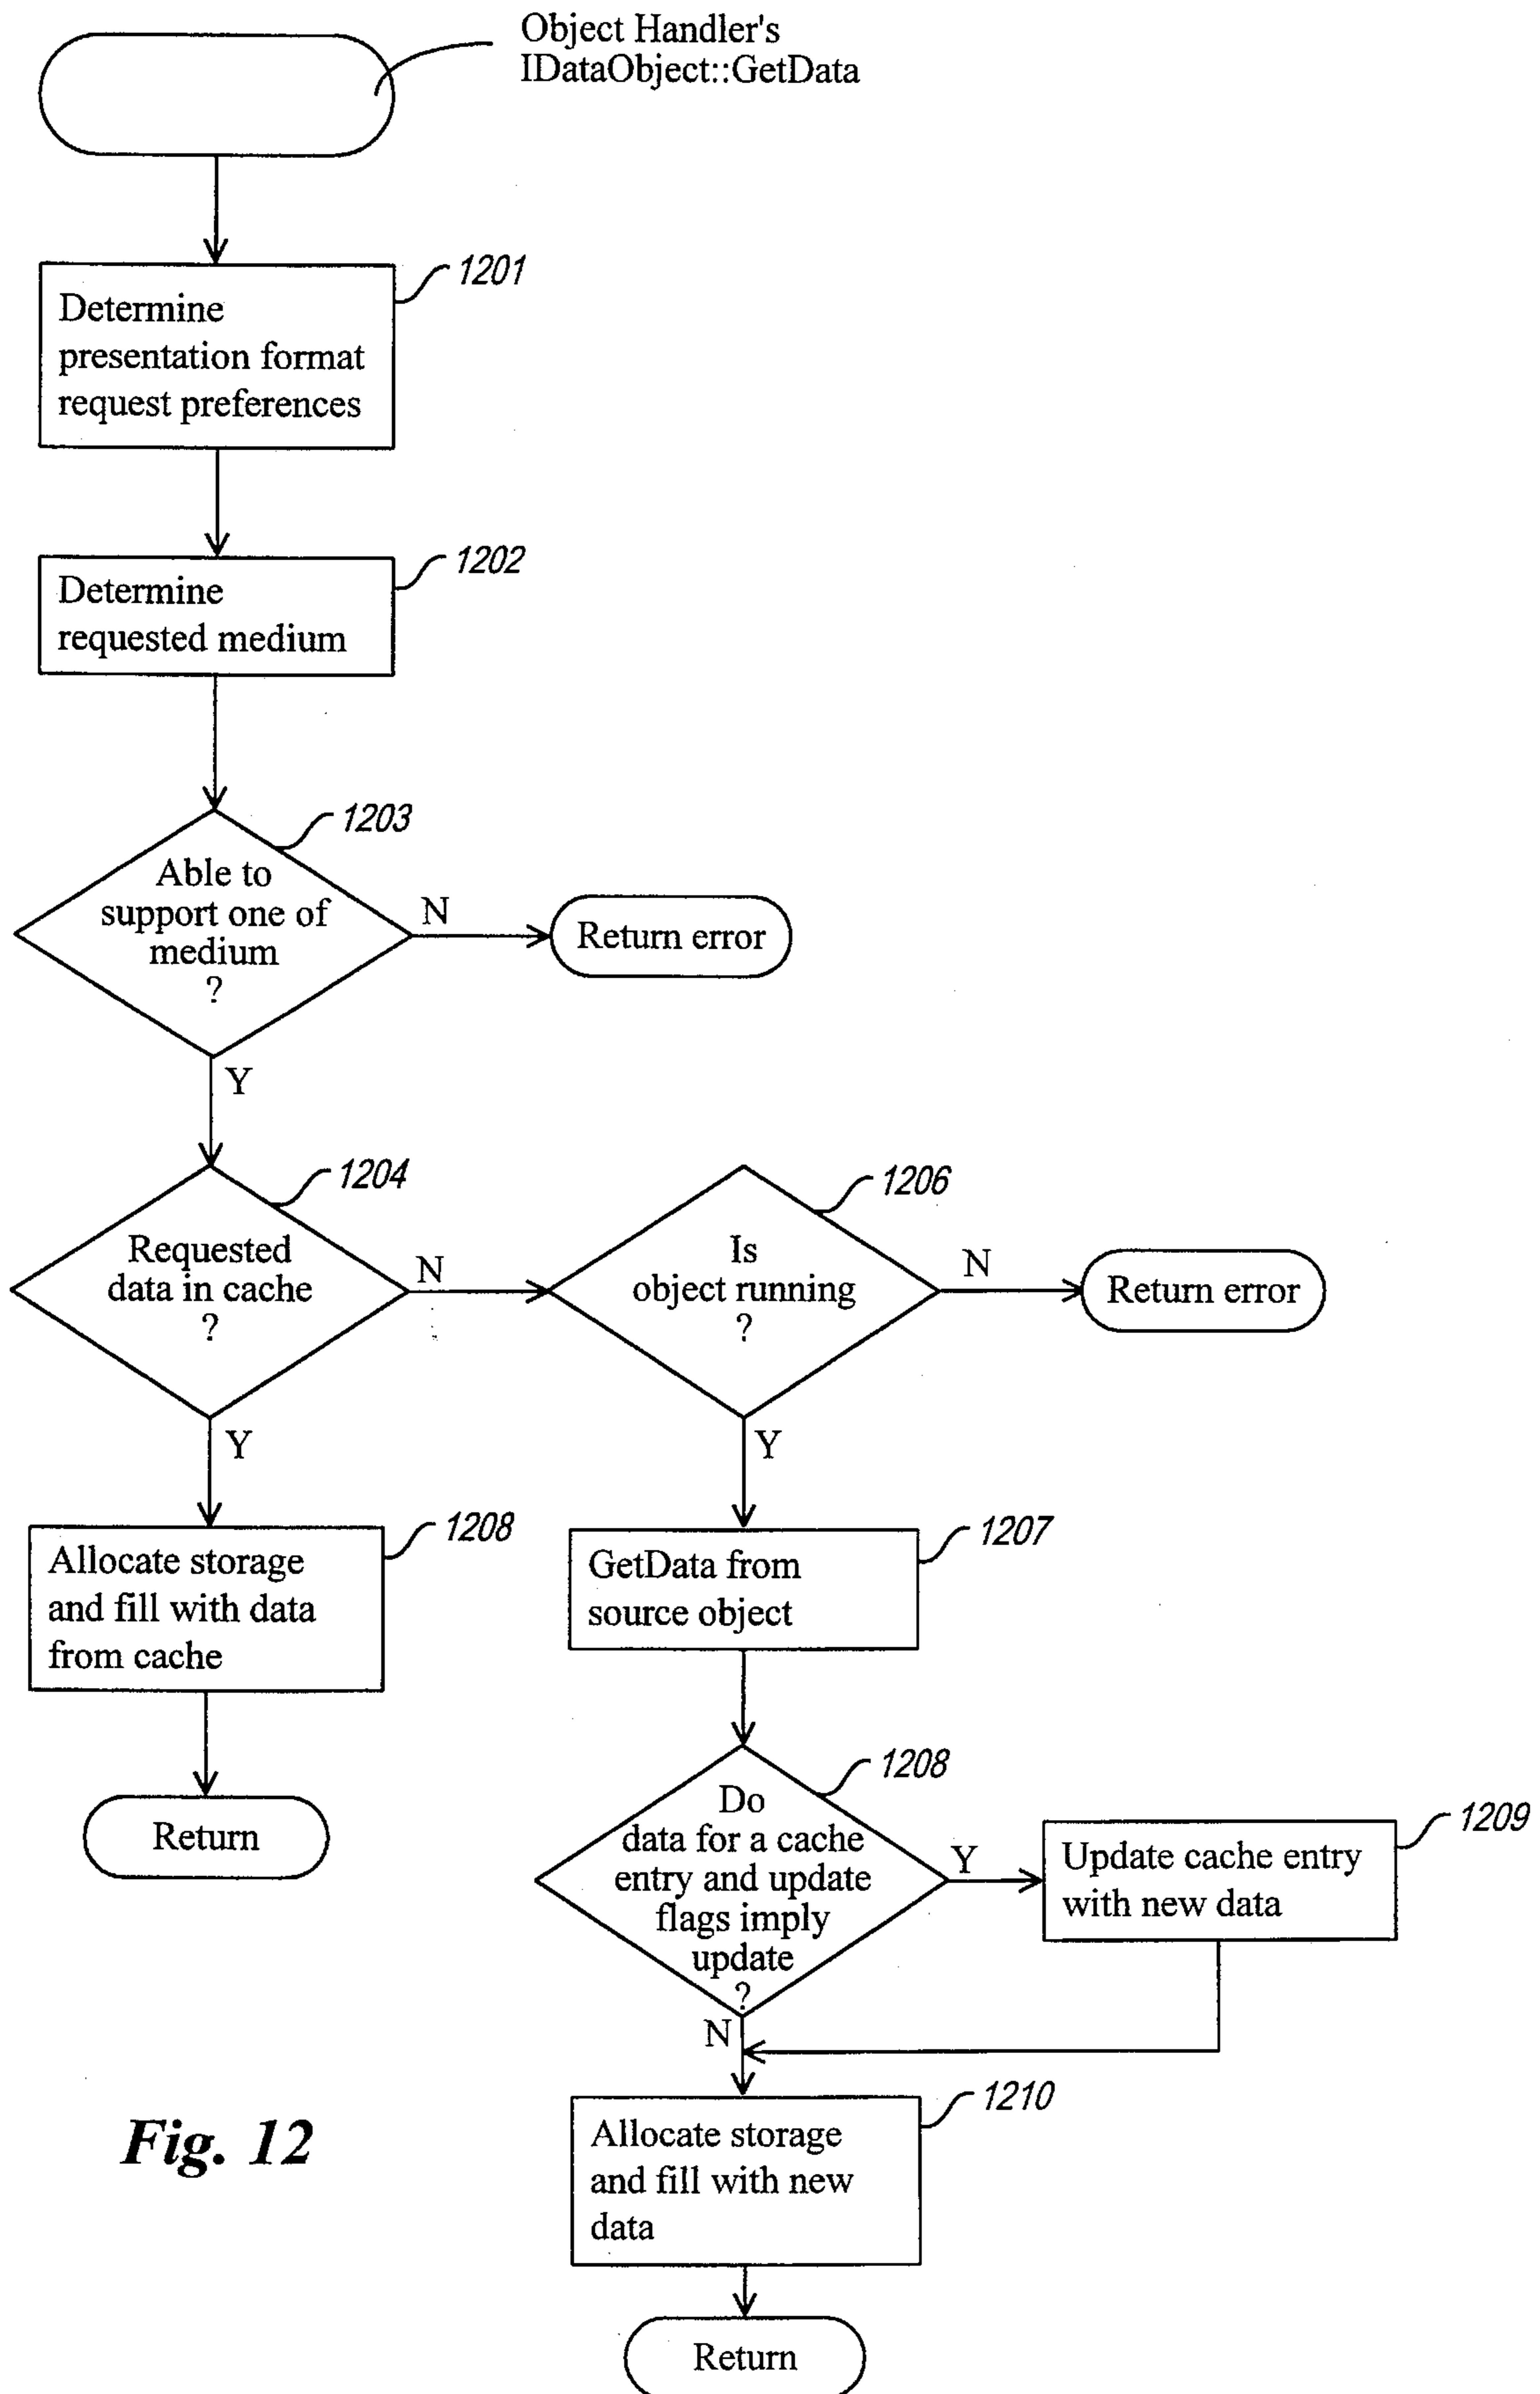 Object Handler's
IDataObject::GetData
1201
Determine
presentation format
request preferences
1202
Determine
requested medium
1203
Able to
support one of
medium
?
N
Return error
Y
1204
Requested
data in cache
?
N
1206
Is
object running
?
N
Return error
Y
Y
1208
Allocate storage
and fill with data
from cache
Return
1207
GetData from
source object
1208
Do
data for a cache
entry and update
flags imply
update
?
Y
1209
Update cache entry
with new data
N
1210
Allocate storage
and fill with new
data
Return
Fig. 12